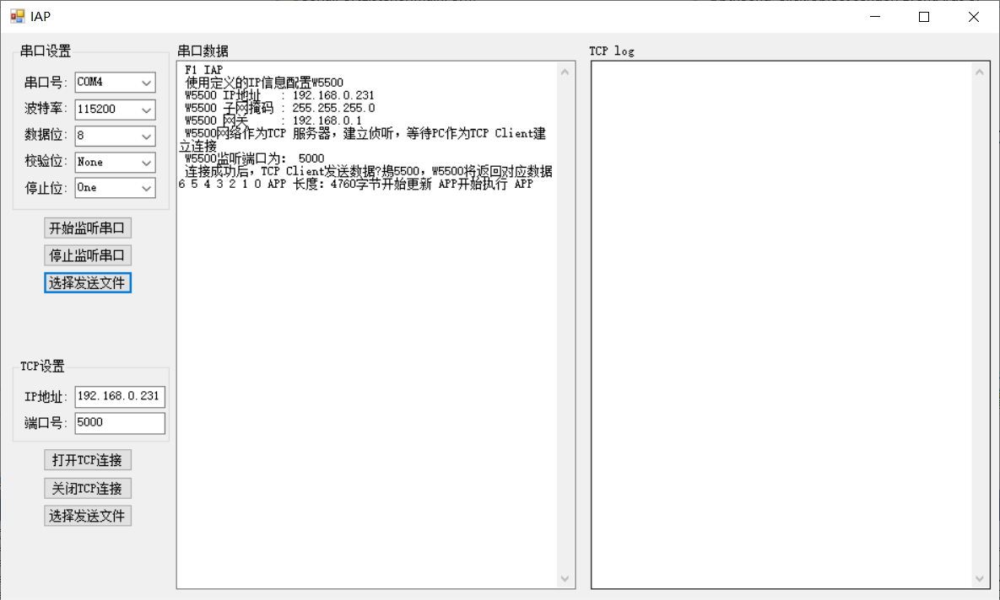 IAP
串口设置
串口号:
COM4
波特率:
115200
数据位:
8
校验位:
None
停止位:
One
开始监听串口
停止监听串口
选择发送文件
TCP设置
IP地址:
192.168.0.231
端口号:
5000
打开TCP连接
关闭TCP连接
选择发送文件
串口数据
F1 IAP
使用定义的IP信息配置W5500
W5500 IP地址 : 192.168.0.231
W5500 子网掩码 : 255.255.255.0
W5500 网关 : 192.168.0.1
W5500网络作为TCP 服务器，建立侦听，等待PC作为TCP Client建
立连接
W5500监听端口为： 5000
连接成功后，TCP Client发送数据?搗5500，W5500将返回对应数据
6 5 4 3 2 1 0 APP 长度：4760字节开始更新 APP开始执行 APP
TCP log